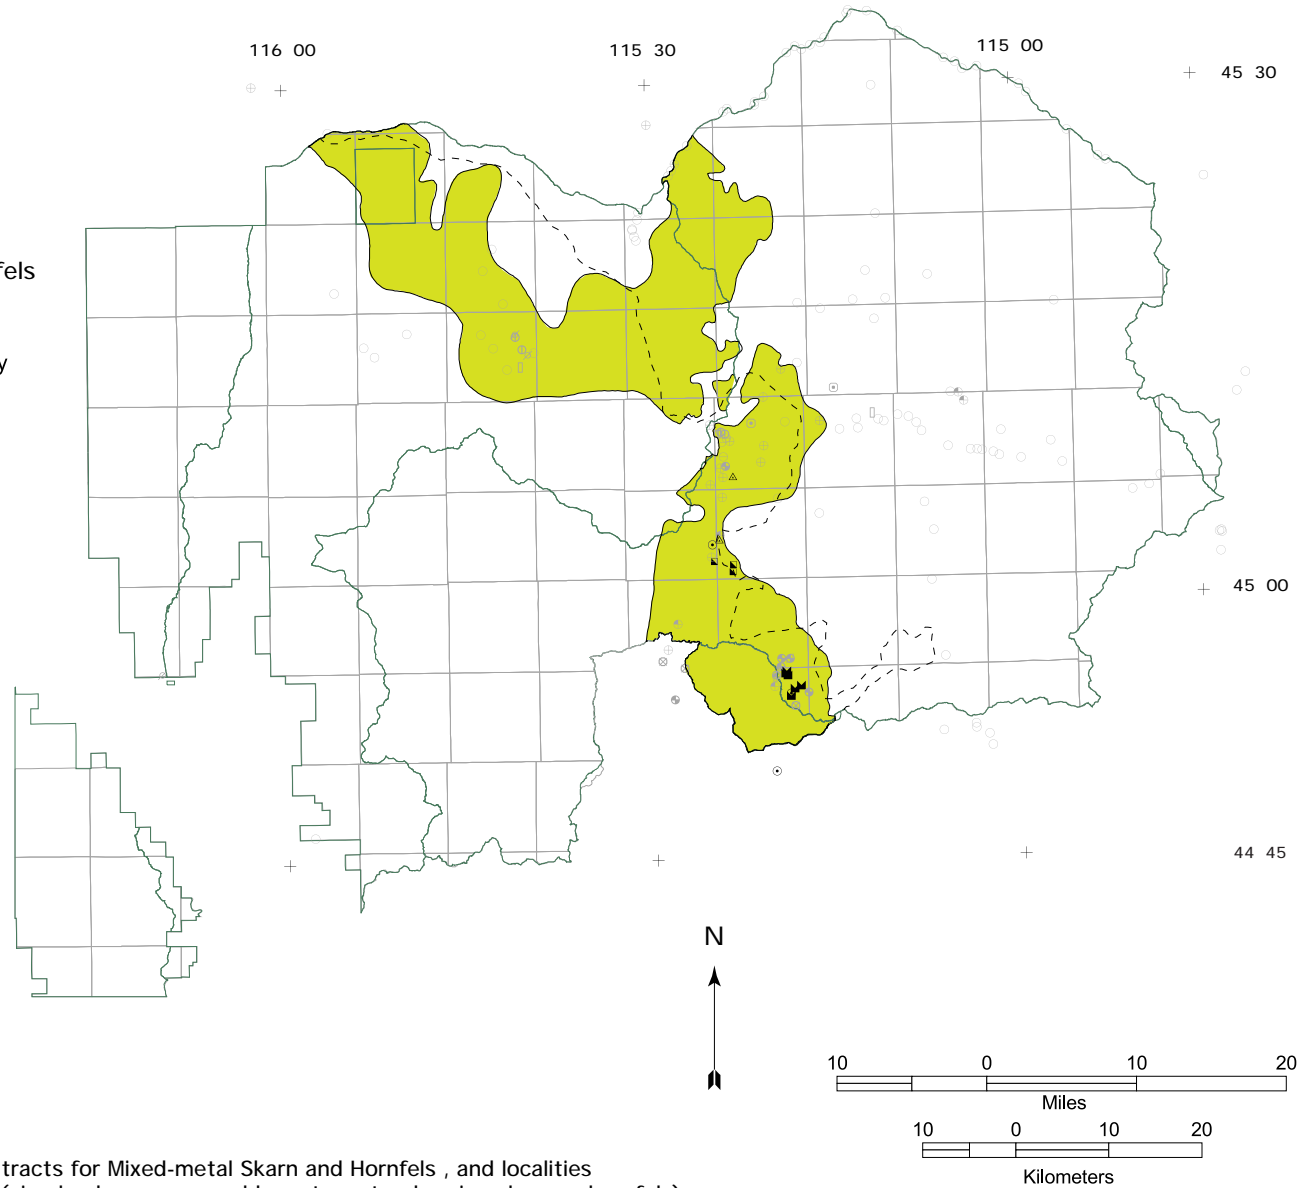 116 00
115 30
115 00
45 30
fels
y
45 00
44 45
N
10 0 10 20
Miles
10 0 10 20
Kilometers
tracts for Mixed-metal Skarn and Hornfels , and localities